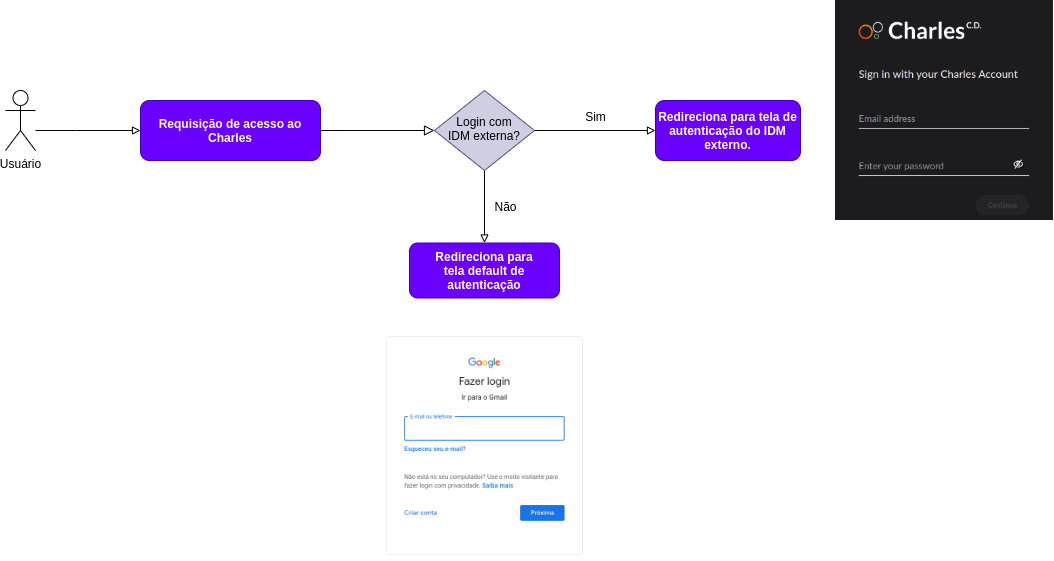 Usuário
Requisição de acesso ao
Charles
Login com
IDM externa?
Sim
Redireciona para tela de
autenticação do IDM
externo.
Não
Redireciona para
tela default de
autenticação
Charles C.D.
Sign in with your Charles Account
Email address
Enter your password
Continue
Google
Fazer login
Ir para o Gmail
E-mail ou telefone
Esqueceu seu e-mail?
Não está no seu computador? Use o modo visitante para
fazer login com privacidade. Saiba mais
Criar conta
Próxima